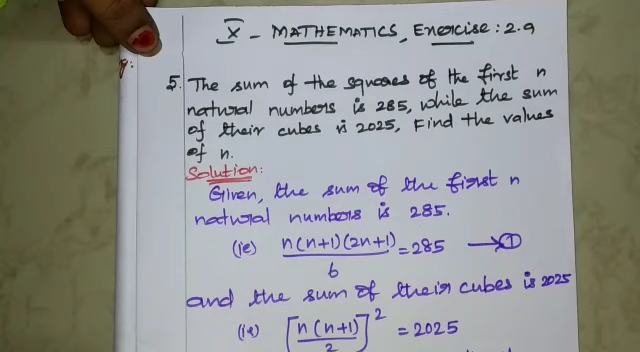 X - MATHEMATICS, Exercise: 2.9
5. The sum of the squares of the first n
natural numbers is 285, while the sum
of their cubes is 2025, Find the values
of n.
Solution:
Given, the sum of the first n
natural numbers is 285.
(ie) n(n+1)(2n+1)/6 = 285 → ①
and the sum of their cubes is 2025
(ie) [n(n+1)/2]² = 2025